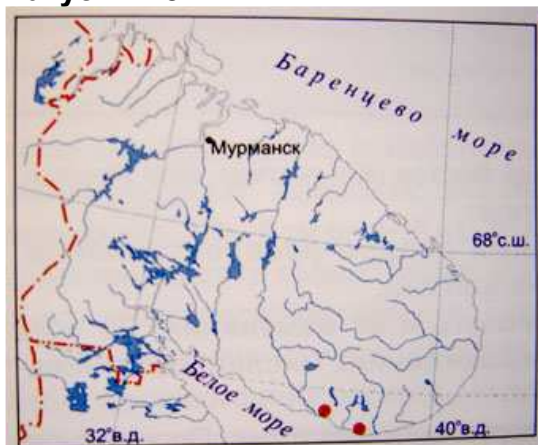 Баренцево море
Мурманск
68°с.ш.
Белое море
32°в.д.
40°в.д.